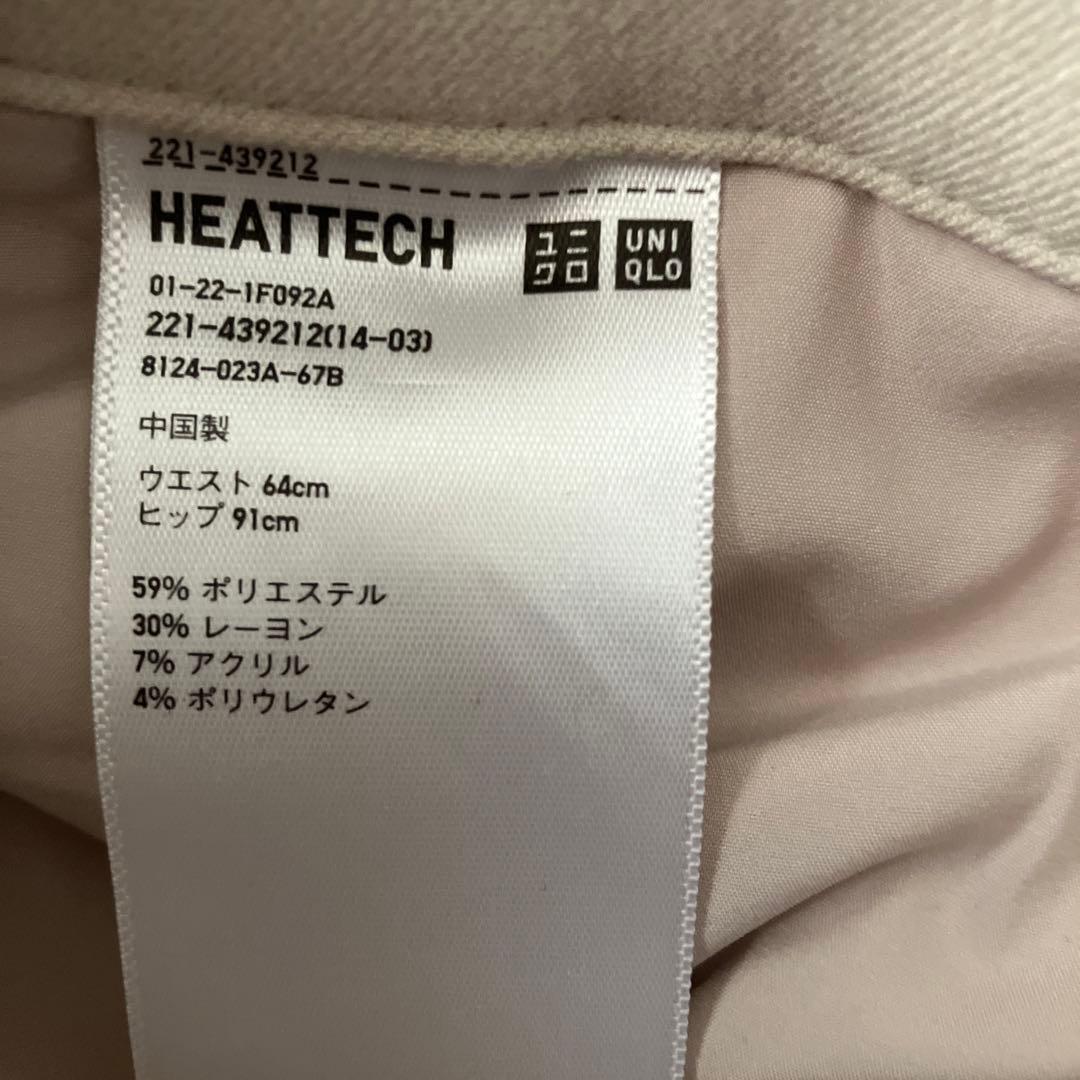 221-439212
HEATTECH
ユニクロ
UNIQLO
01-22-1F092A
221-439212(14-03)
8124-023A-67B
中国製
ウエスト 64cm
ヒップ 91cm
59% ポリエステル
30% レーヨン
7% アクリル
4% ポリウレタン